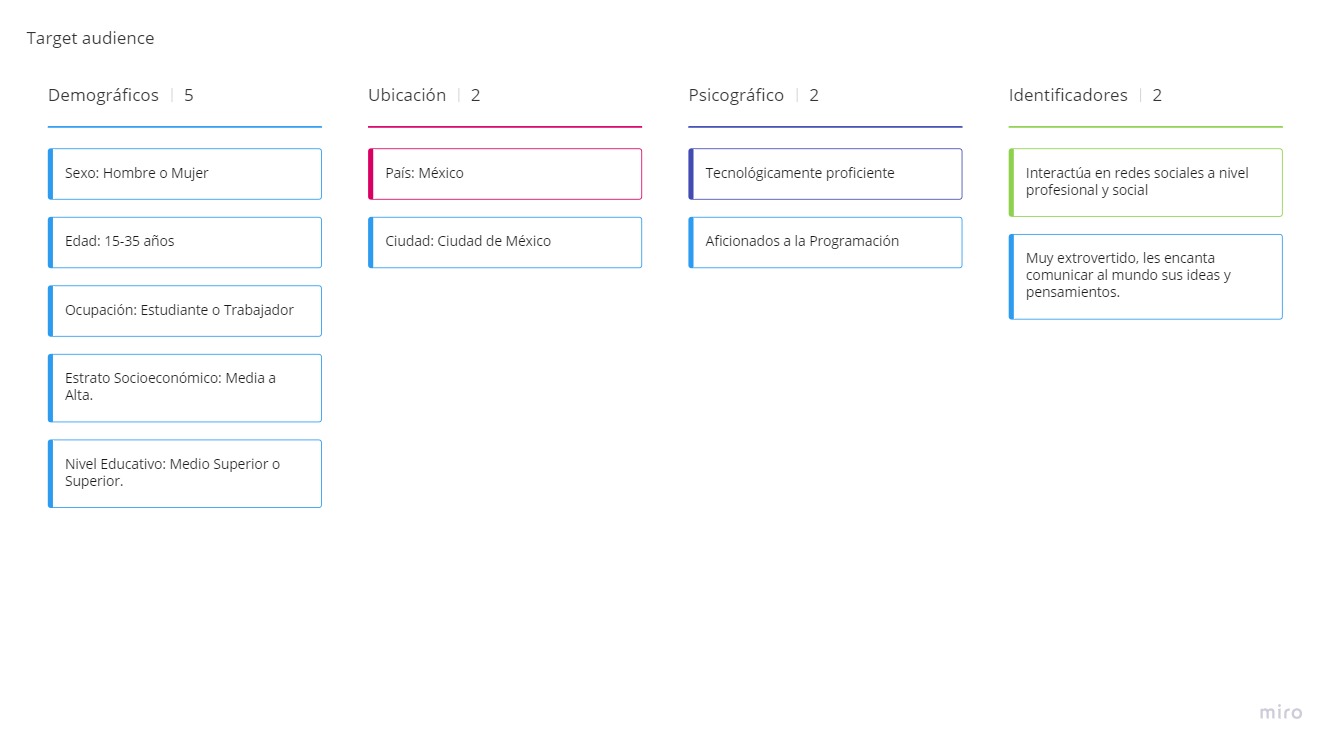 Target audience
Demográficos | 5
Sexo: Hombre o Mujer
Edad: 15-35 años
Ocupación: Estudiante o Trabajador
Estrato Socioeconómico: Media a
Alta.
Nivel Educativo: Medio Superior o
Superior.
Ubicación | 2
País: México
Ciudad: Ciudad de México
Psicográfico | 2
Tecnológicamente proficiente
Aficionados a la Programación
Identificadores | 2
Interactúa en redes sociales a nivel
profesional y social
Muy extrovertido, les encanta
comunicar al mundo sus ideas y
pensamientos.
miro